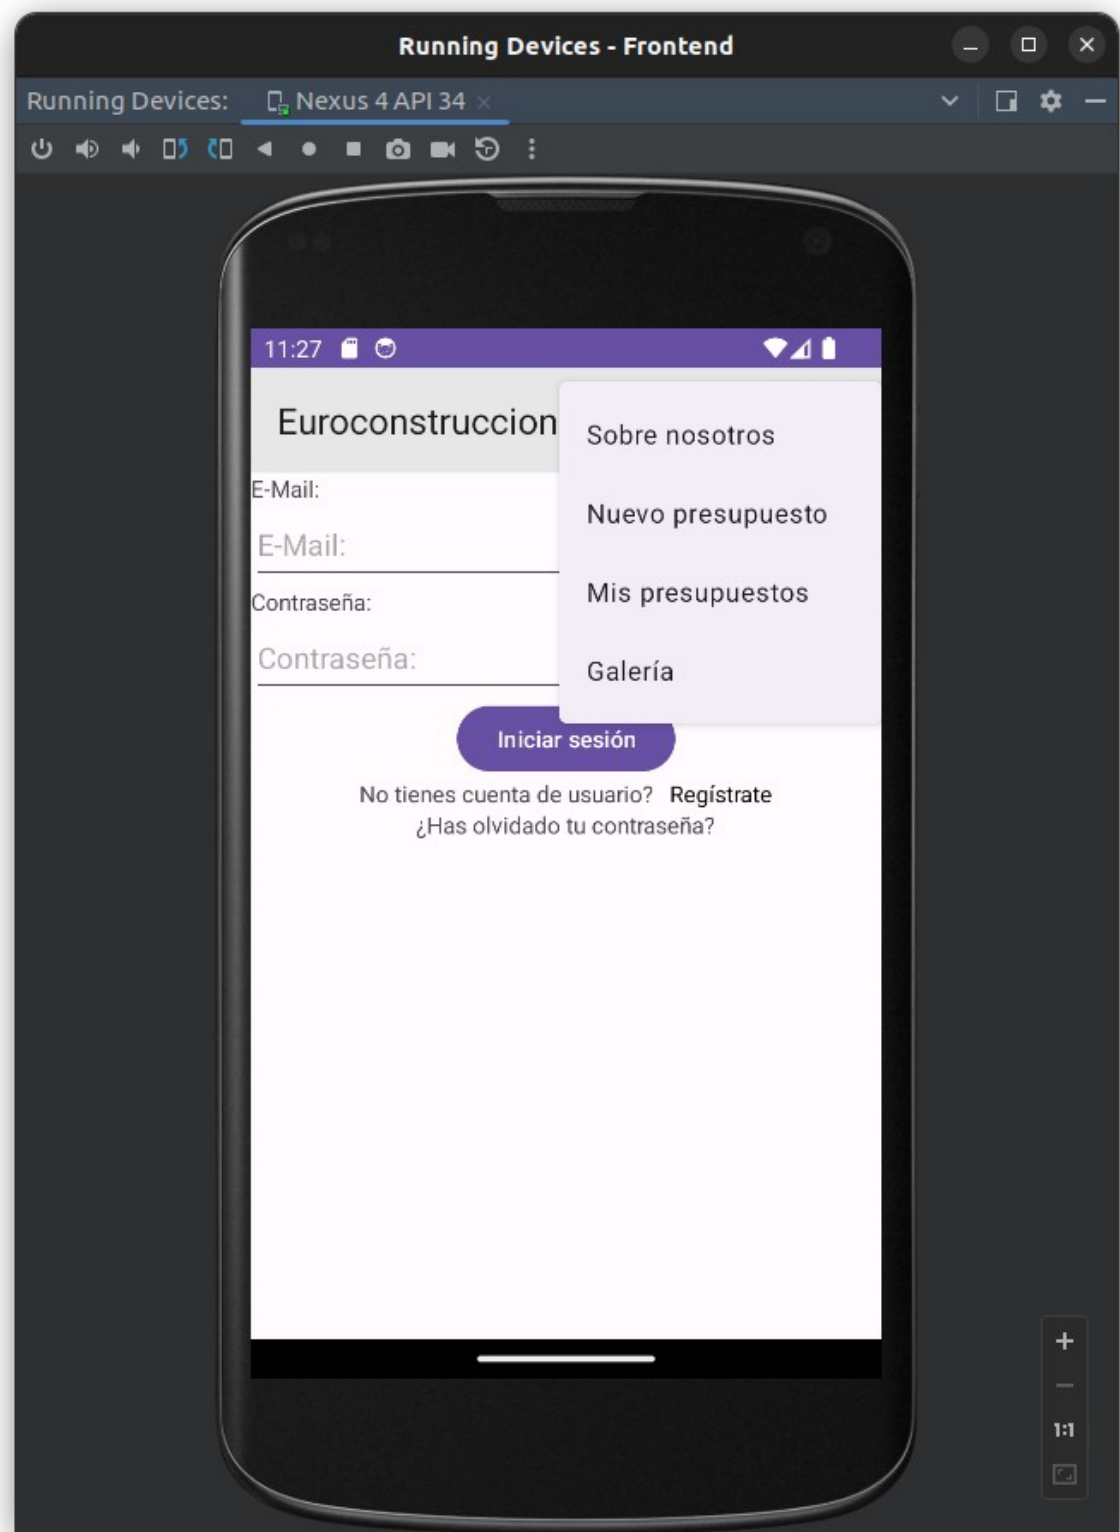 Running Devices - Frontend
Running Devices: Nexus 4 API 34
11:27
Euroconstruccion
Sobre nosotros
Nuevo presupuesto
Mis presupuestos
Galería
E-Mail:
E-Mail:
Contraseña:
Contraseña:
Iniciar sesión
No tienes cuenta de usuario? Regístrate
¿Has olvidado tu contraseña?
1:1